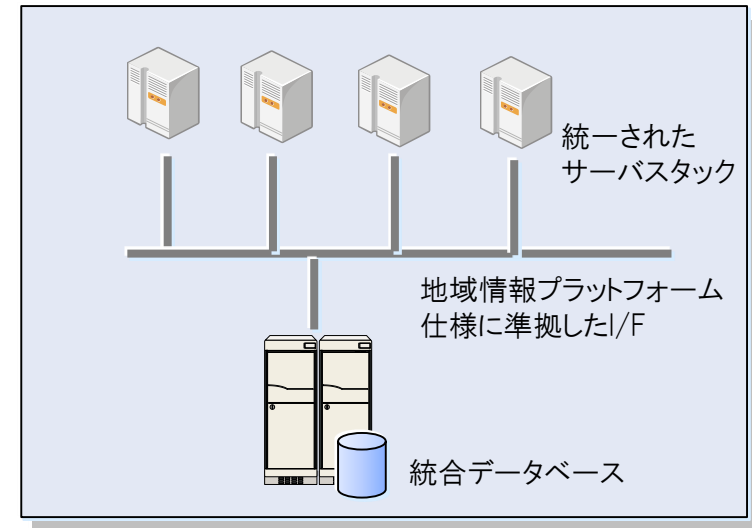 統一された
サーバスタック
地域情報プラットフォーム
仕様に準拠したI/F
統合データベース